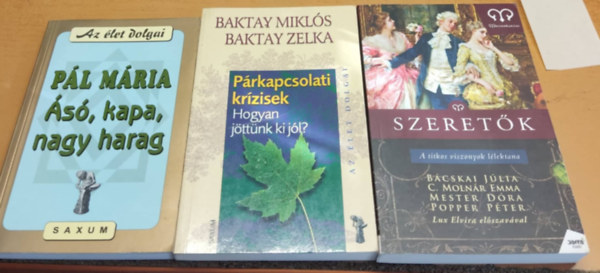 Az élet dolgai
PÁL MÁRIA
Ásó, kapa,
nagy harag
SAXUM
BAKTAY MIKLÓS
BAKTAY ZELKA
Párkapcsolati
krízisek
Hogyan
jöttünk ki jól?
AZ ÉLET DOLGAI
SAXUM
SZERETŐK
A titkos viszonyok lélektana
BÁCSKAI JÚLIA
C. MOLNÁR EMMA
MESTER DÓRA
POPPER PÉTER
Lux Elvira előszavával